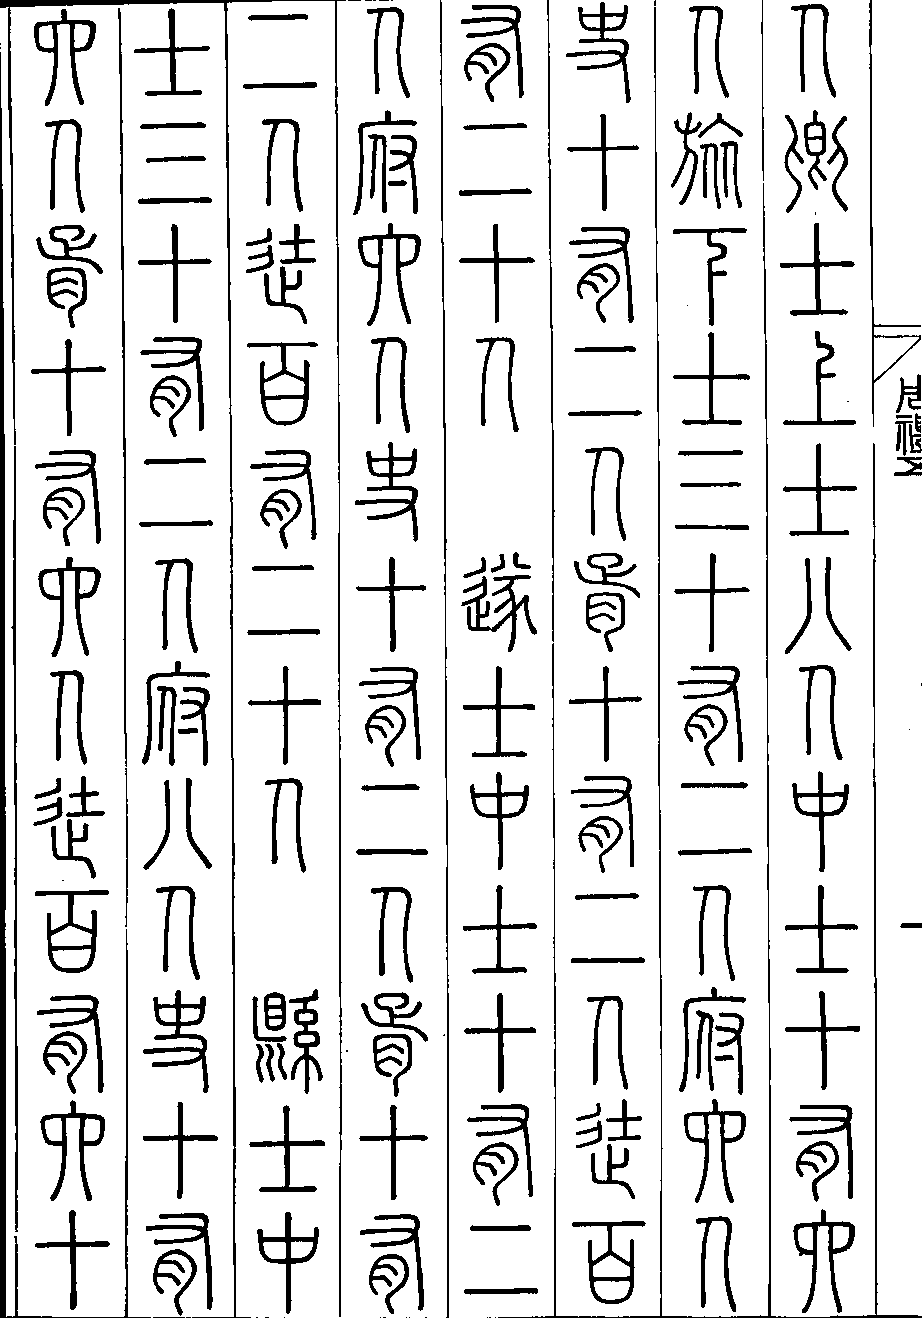 人鄉士上士八人中士十有六
人旅下士三十有二人府六人
史十有二人胥十有二人徒百
有二十人 遂士中士十有二
人府六人史十有二人胥十有
二人徒百有二十人 縣士中
士三十有二人府八人史十有
六人胥十有六人徒百有六十